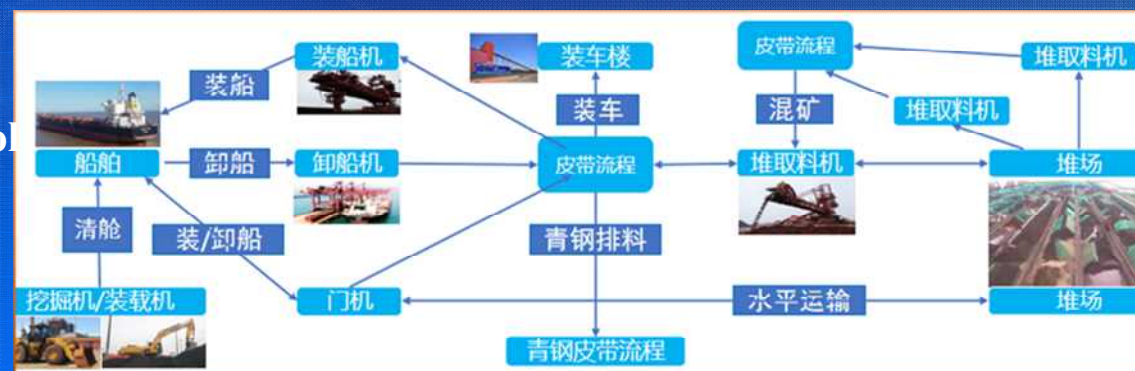 皮带流程
装船机
装车楼
堆取料机
装船
装车
混矿
堆取料机
船舶
卸船
卸船机
皮带流程
堆取料机
堆场
清舱
装/卸船
青钢排料
挖掘机/装载机
门机
水平运输
堆场
青钢皮带流程